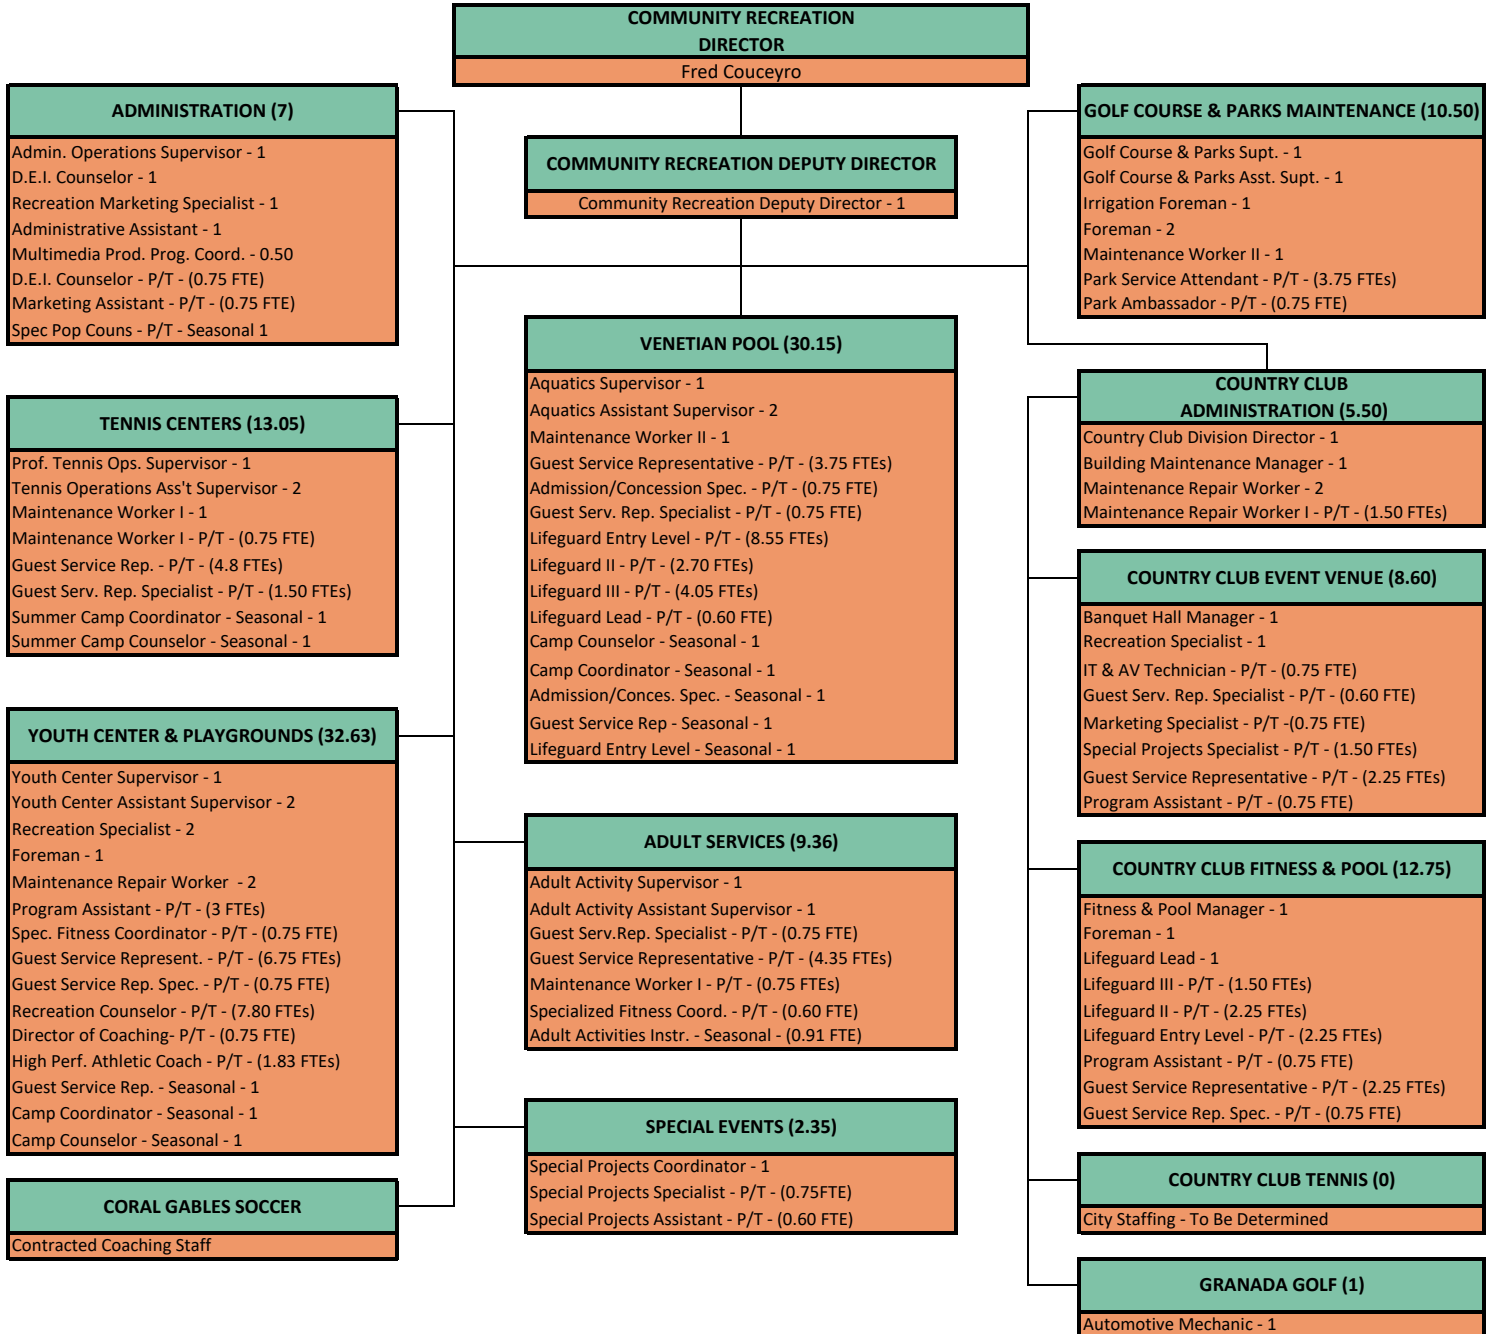 COMMUNITY RECREATION
DIRECTOR
Fred Couceyro
ADMINISTRATION (7)
Admin. Operations Supervisor - 1
D.E.I. Counselor - 1
Recreation Marketing Specialist - 1
Administrative Assistant - 1
Multimedia Prod. Prog. Coord. - 0.50
D.E.I. Counselor - P/T - (0.75 FTE)
Marketing Assistant - P/T - (0.75 FTE)
Spec Pop Couns - P/T - Seasonal 1
COMMUNITY RECREATION DEPUTY DIRECTOR
Community Recreation Deputy Director - 1
GOLF COURSE & PARKS MAINTENANCE (10.50)
Golf Course & Parks Supt. - 1
Golf Course & Parks Asst. Supt. - 1
Irrigation Foreman - 1
Foreman - 2
Maintenance Worker II - 1
Park Service Attendant - P/T - (3.75 FTEs)
Park Ambassador - P/T - (0.75 FTE)
TENNIS CENTERS (13.05)
Prof. Tennis Ops. Supervisor - 1
Tennis Operations Ass't Supervisor - 2
Maintenance Worker I - 1
Maintenance Worker I - P/T - (0.75 FTE)
Guest Service Rep. - P/T - (4.8 FTEs)
Guest Serv. Rep. Specialist - P/T - (1.50 FTEs)
Summer Camp Coordinator - Seasonal - 1
Summer Camp Counselor - Seasonal - 1
VENETIAN POOL (30.15)
Aquatics Supervisor - 1
Aquatics Assistant Supervisor - 2
Maintenance Worker II - 1
Guest Service Representative - P/T - (3.75 FTEs)
Admission/Concession Spec. - P/T - (0.75 FTE)
Guest Serv. Rep. Specialist - P/T - (0.75 FTE)
Lifeguard Entry Level - P/T - (8.55 FTEs)
Lifeguard II - P/T - (2.70 FTEs)
Lifeguard III - P/T - (4.05 FTEs)
Lifeguard Lead - P/T - (0.60 FTE)
Camp Counselor - Seasonal - 1
Camp Coordinator - Seasonal - 1
Admission/Conces. Spec. - Seasonal - 1
Guest Service Rep - Seasonal - 1
Lifeguard Entry Level - Seasonal - 1
COUNTRY CLUB
ADMINISTRATION (5.50)
Country Club Division Director - 1
Building Maintenance Manager - 1
Maintenance Repair Worker - 2
Maintenance Repair Worker I - P/T - (1.50 FTEs)
COUNTRY CLUB EVENT VENUE (8.60)
Banquet Hall Manager - 1
Recreation Specialist - 1
IT & AV Technician - P/T - (0.75 FTE)
Guest Serv. Rep. Specialist - P/T - (0.60 FTE)
Marketing Specialist - P/T -(0.75 FTE)
Special Projects Specialist - P/T - (1.50 FTEs)
Guest Service Representative - P/T - (2.25 FTEs)
Program Assistant - P/T - (0.75 FTE)
YOUTH CENTER & PLAYGROUNDS (32.63)
Youth Center Supervisor - 1
Youth Center Assistant Supervisor - 2
Recreation Specialist - 2
Foreman - 1
Maintenance Repair Worker  - 2
Program Assistant - P/T - (3 FTEs)
Spec. Fitness Coordinator - P/T - (0.75 FTE)
Guest Service Represent. - P/T - (6.75 FTEs)
Guest Service Rep. Spec. - P/T - (0.75 FTE)
Recreation Counselor - P/T - (7.80 FTEs)
Director of Coaching- P/T - (0.75 FTE)
High Perf. Athletic Coach - P/T - (1.83 FTEs)
Guest Service Rep. - Seasonal - 1
Camp Coordinator - Seasonal - 1
Camp Counselor - Seasonal - 1
ADULT SERVICES (9.36)
Adult Activity Supervisor - 1
Adult Activity Assistant Supervisor - 1
Guest Serv.Rep. Specialist - P/T - (0.75 FTE)
Guest Service Representative - P/T - (4.35 FTEs)
Maintenance Worker I - P/T - (0.75 FTEs)
Specialized Fitness Coord. - P/T - (0.60 FTE)
Adult Activities Instr. - Seasonal - (0.91 FTE)
COUNTRY CLUB FITNESS & POOL (12.75)
Fitness & Pool Manager - 1
Foreman - 1
Lifeguard Lead - 1
Lifeguard III - P/T - (1.50 FTEs)
Lifeguard II - P/T - (2.25 FTEs)
Lifeguard Entry Level - P/T - (2.25 FTEs)
Program Assistant - P/T - (0.75 FTE)
Guest Service Representative - P/T - (2.25 FTEs)
Guest Service Rep. Spec. - P/T - (0.75 FTE)
SPECIAL EVENTS (2.35)
Special Projects Coordinator - 1
Special Projects Specialist - P/T - (0.75FTE)
Special Projects Assistant - P/T - (0.60 FTE)
CORAL GABLES SOCCER
Contracted Coaching Staff
COUNTRY CLUB TENNIS (0)
City Staffing - To Be Determined
GRANADA GOLF (1)
Automotive Mechanic - 1